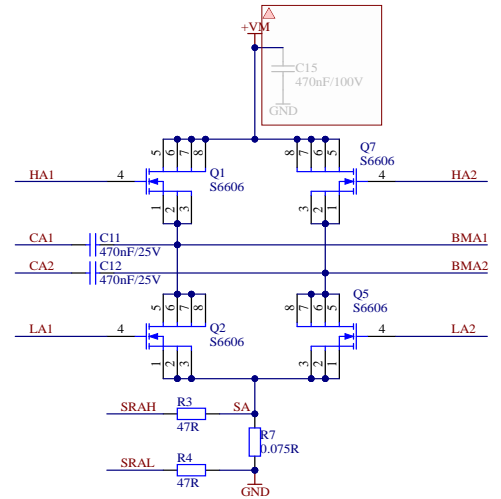 +VM
C15
470nF/100V
GND
5 6 7 8
8 7 6 5
Q1
S6606
Q7
S6606
HA1
4
4
HA2
1 2 3
3 2 1
CA1
C11
470nF/25V
BMA1
CA2
C12
470nF/25V
BMA2
5 6 7 8
8 7 6 5
Q2
S6606
Q5
S6606
LA1
4
4
LA2
1 2 3
3 2 1
SRAH
R3
47R
SA
R7
0.075R
SRAL
R4
47R
GND